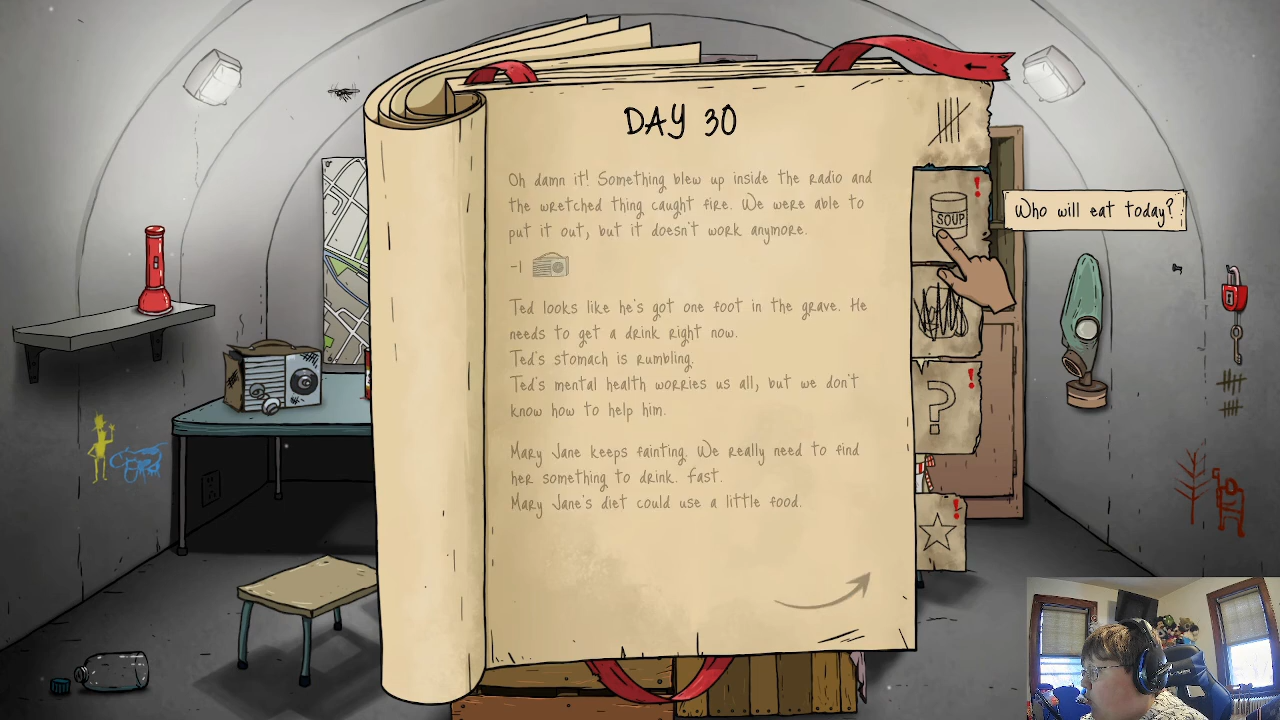 DAY 30
Oh damn it! Something blew up inside the radio and
the wretched thing caught fire. We were able to
put it out, but it doesn't work anymore.
-1
Ted looks like he's got one foot in the grave. He
needs to get a drink right now.
Ted's stomach is rumbling.
Ted's mental health worries us all, but we don't
know how to help him.
Mary Jane keeps fainting. We really need to find
her something to drink. Fast.
Mary Jane's diet could use a little food.
!
SOUP
Who will eat today?
!
?
!